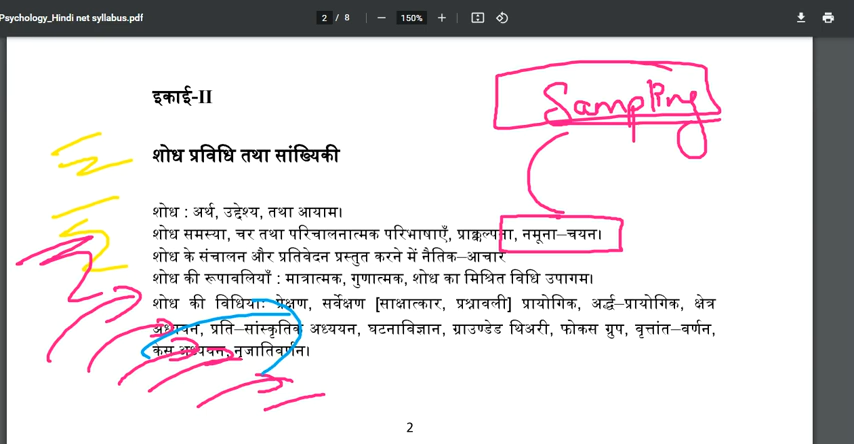 Psychology_Hindi net syllabus.pdf
2 / 8 — 150% +
इकाई-II
Sampling
शोध प्रविधि तथा सांख्यिकी
शोध : अर्थ, उद्देश्य, तथा आयाम।
शोध समस्या, चर तथा परिचालनात्मक परिभाषाएँ, प्राक्कल्पना, नमूना–चयन।
शोध के संचालन और प्रतिवेदन प्रस्तुत करने में नैतिक–आचार
शोध की रूपावलियाँ : मात्रात्मक, गुणात्मक, शोध का मिश्रित विधि उपागम।
शोध की विधियाः प्रेक्षण, सर्वेक्षण [साक्षात्कार, प्रश्नावली] प्रायोगिक, अर्द्ध–प्रायोगिक, क्षेत्र
अध्ययन, प्रति–सांस्कृतिक अध्ययन, घटनाविज्ञान, ग्राउण्डेड थिअरी, फोकस ग्रुप, वृत्तांत–वर्णन,
केस अध्ययन, नृजातिवर्णन।
2